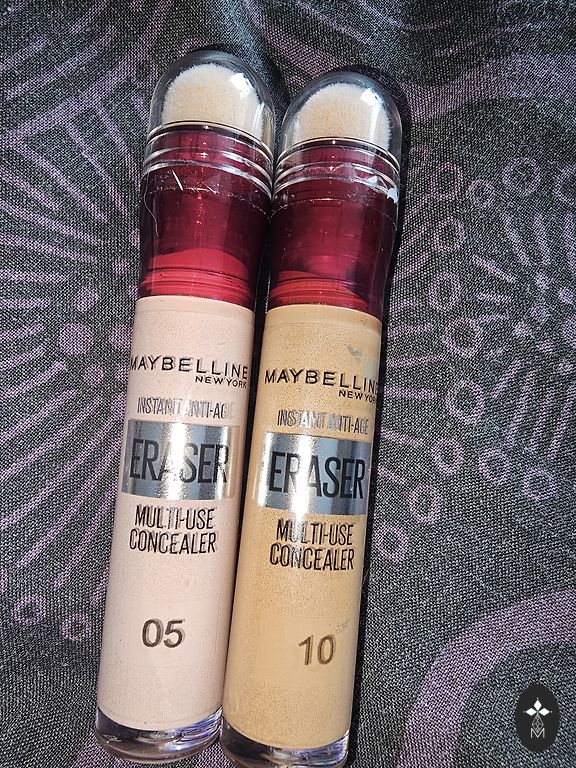 MAYBELLINE
NEW YORK
INSTANT ANTI-AGE
ERASER
MULTI-USE
CONCEALER
05
MAYBELLINE
NEW YORK
INSTANT ANTI-AGE
ERASER
MULTI-USE
CONCEALER
10